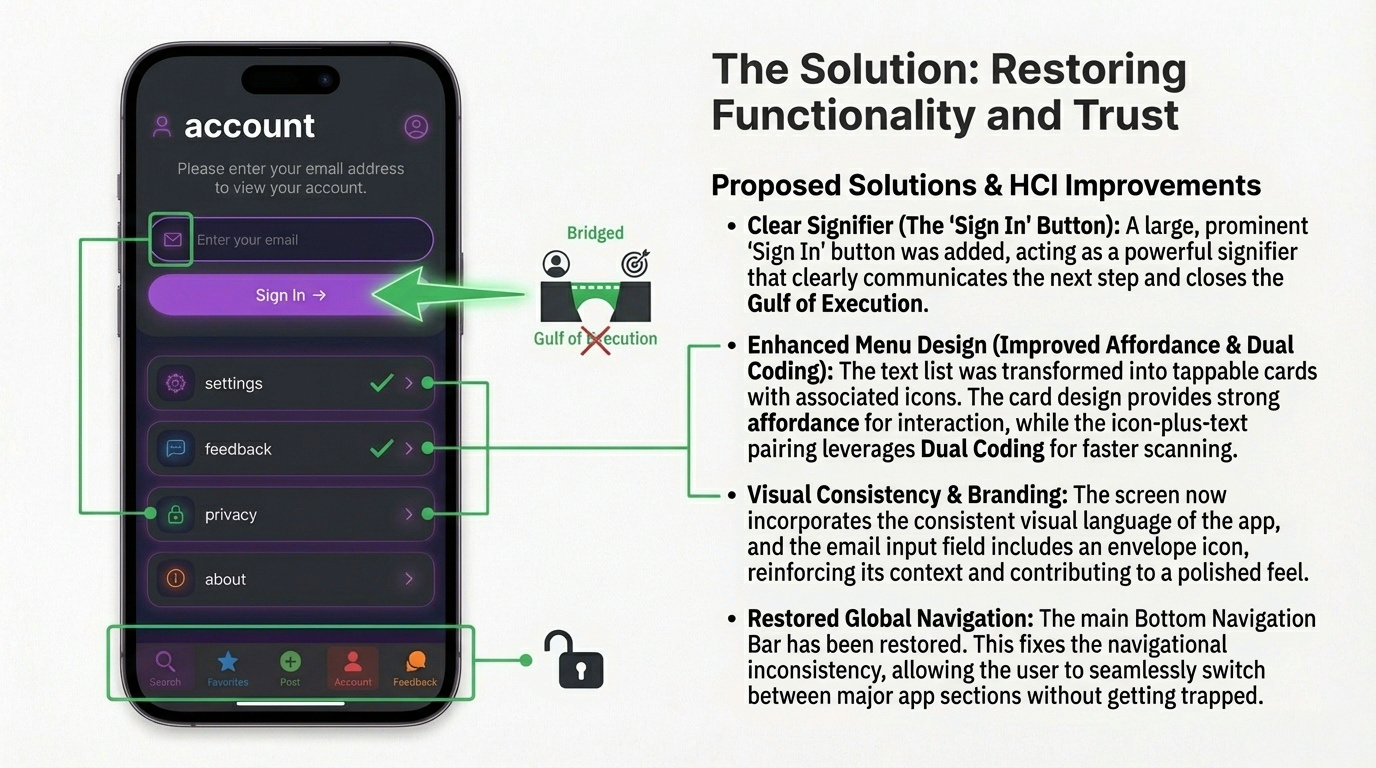 account
Please enter your email address
to view your account.
Enter your email
Sign In →
settings
feedback
privacy
about
Search
Favorites
Post
Account
Feedback
Bridged
Gulf of Execution
The Solution: Restoring
Functionality and Trust
Proposed Solutions & HCI Improvements
• Clear Signifier (The ‘Sign In’ Button): A large, prominent
‘Sign In’ button was added, acting as a powerful signifier
that clearly communicates the next step and closes the
Gulf of Execution.
• Enhanced Menu Design (Improved Affordance & Dual
Coding): The text list was transformed into tappable cards
with associated icons. The card design provides strong
affordance for interaction, while the icon-plus-text
pairing leverages Dual Coding for faster scanning.
• Visual Consistency & Branding: The screen now
incorporates the consistent visual language of the app,
and the email input field includes an envelope icon,
reinforcing its context and contributing to a polished feel.
• Restored Global Navigation: The main Bottom Navigation
Bar has been restored. This fixes the navigational
inconsistency, allowing the user to seamlessly switch
between major app sections without getting trapped.